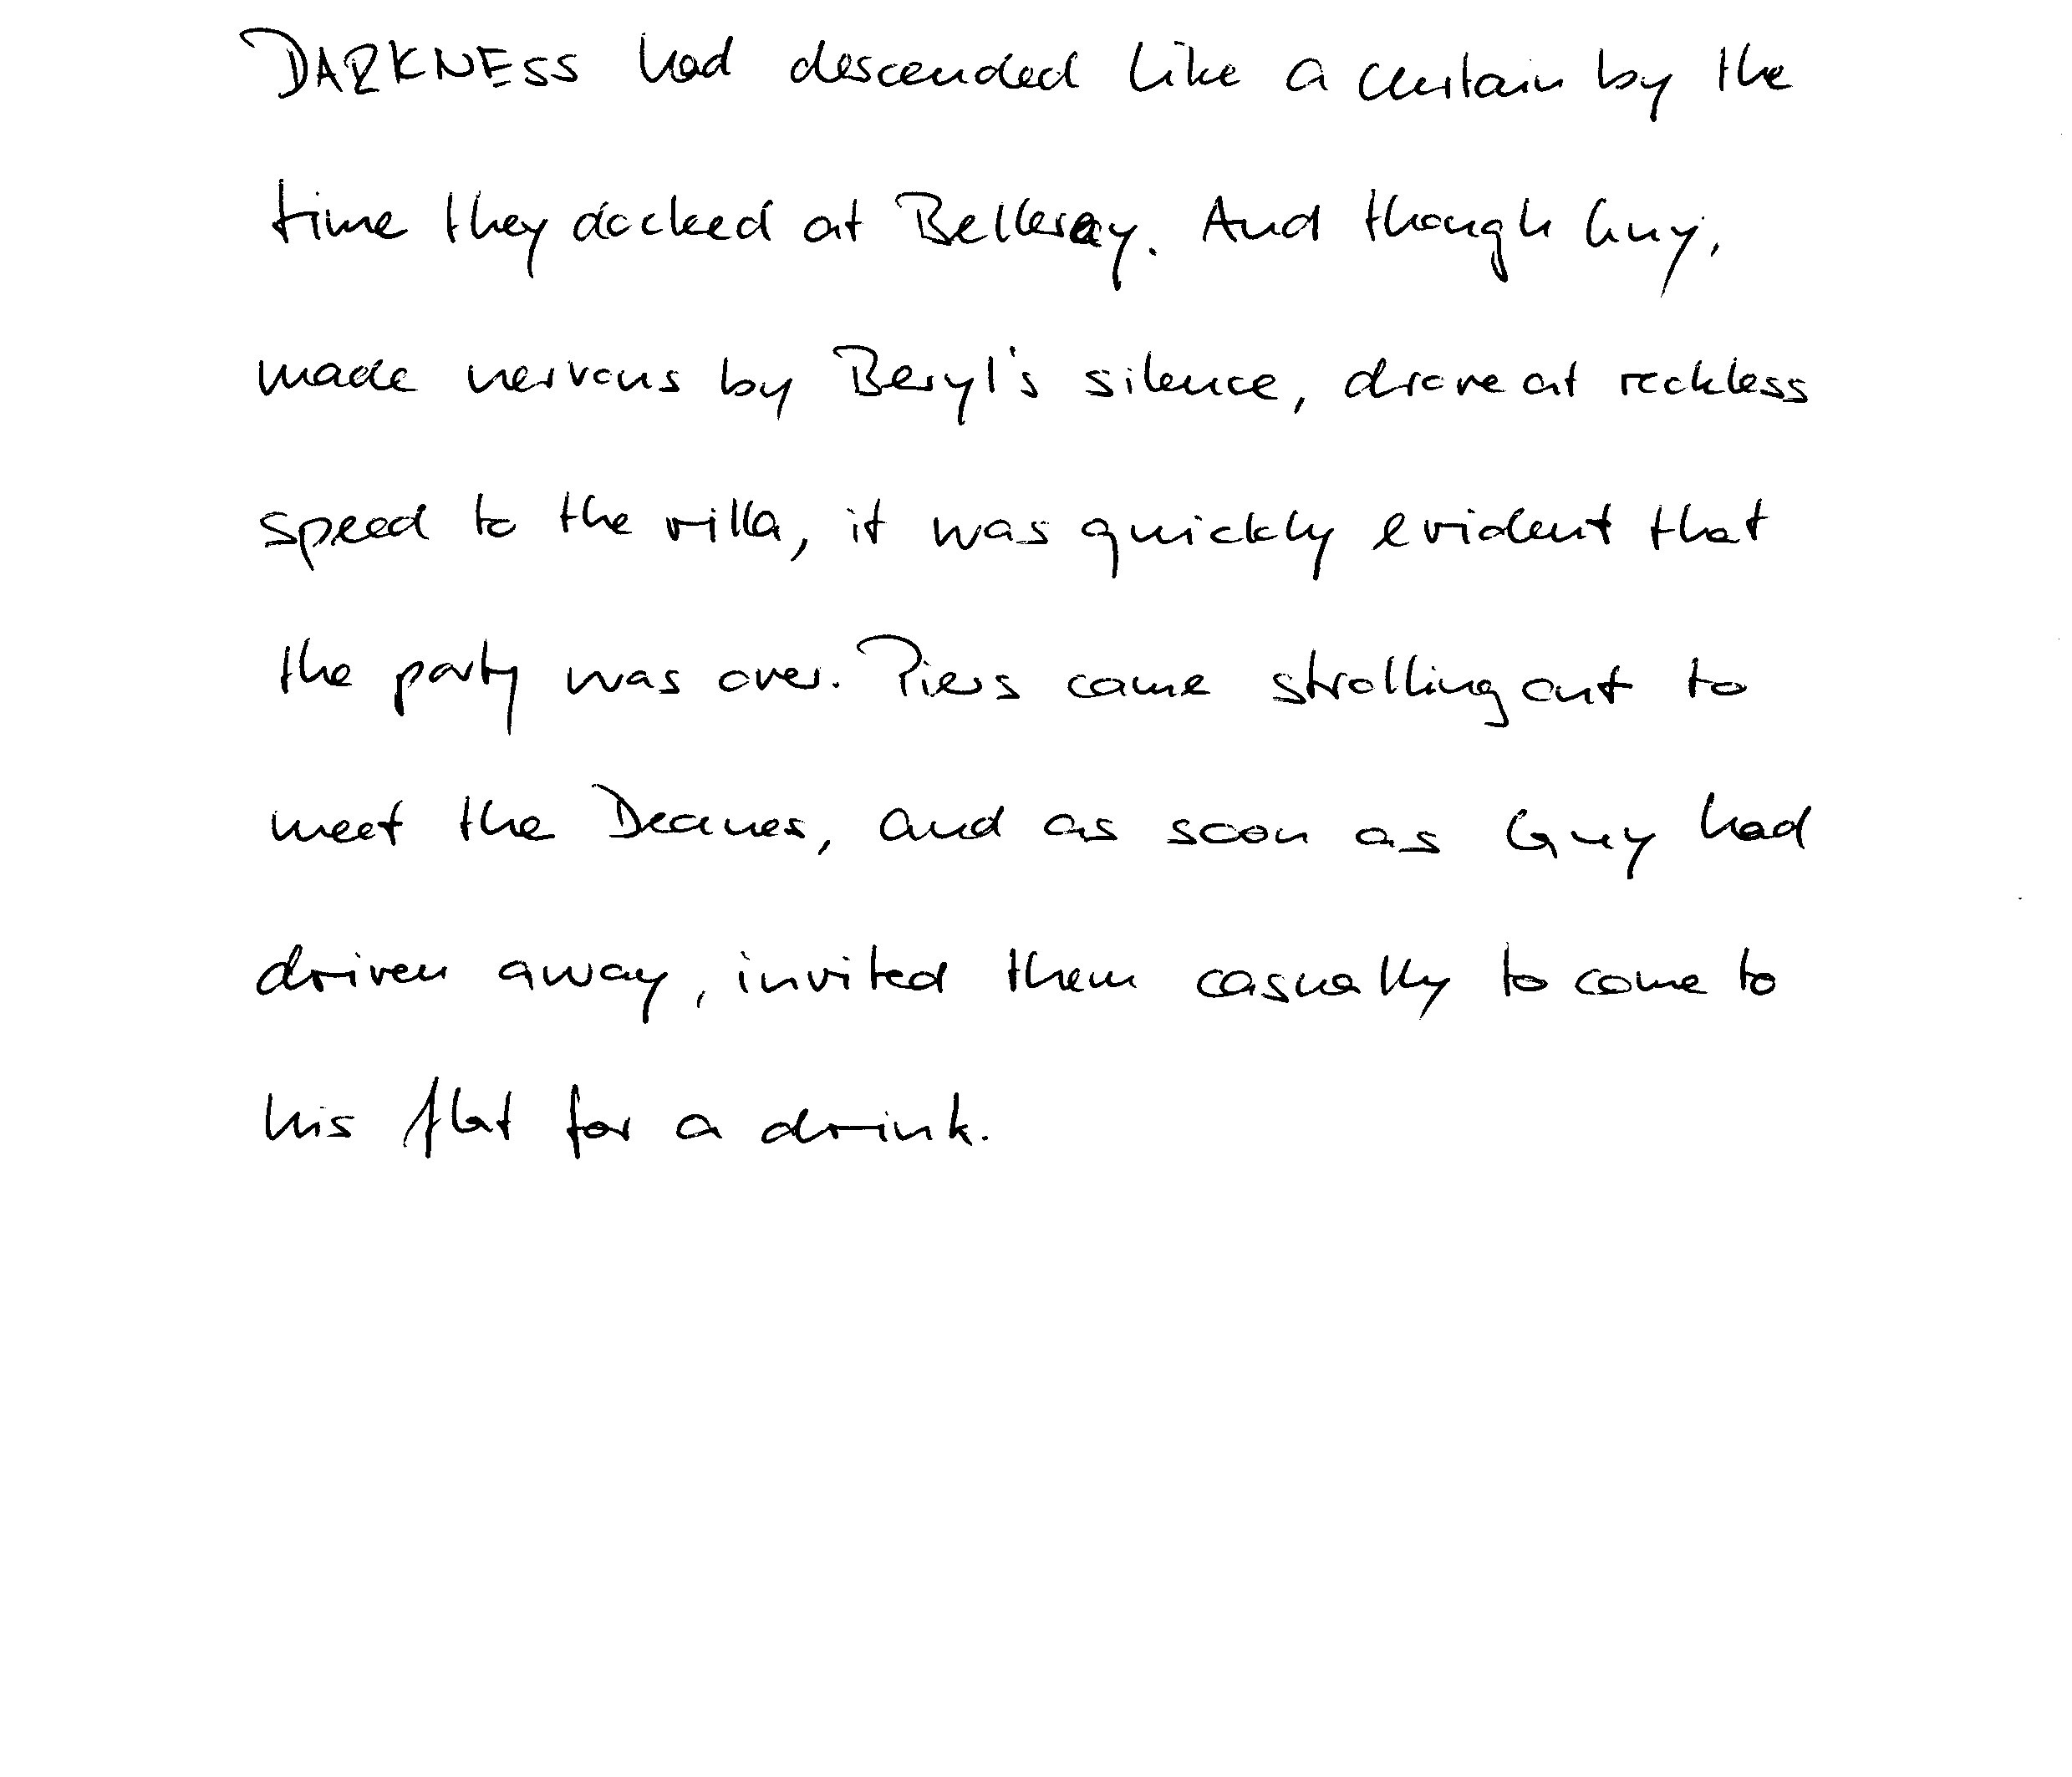 DARKNESS had descended like a curtain by the
time they docked at Belleray. And though Guy,
made nervous by Beryl's silence, drove at reckless
speed to the villa, it was quickly evident that
the party was over. Piers came strolling out to
meet the Deanes, and as soon as Guy had
driven away, invited them casually to come to
his flat for a drink.